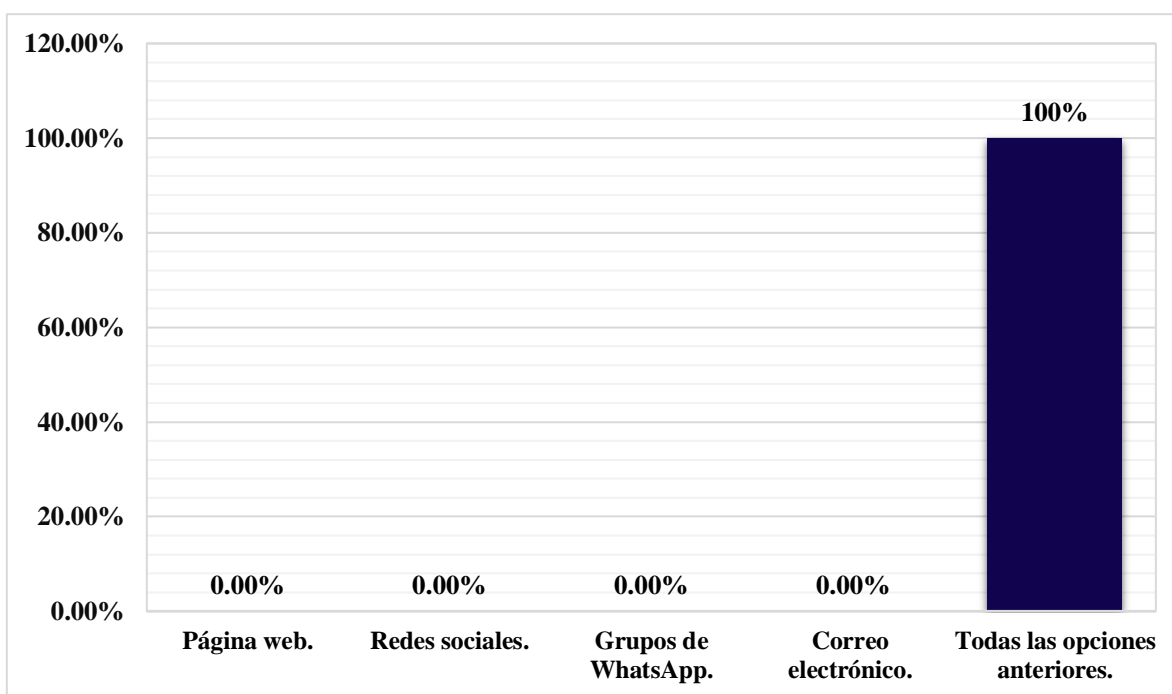 120.00%
100%
100.00%
80.00%
60.00%
40.00%
20.00%
0.00% 0.00% 0.00% 0.00%
0.00%
Página web. Redes sociales. Grupos de Correo Todas las opciones
WhatsApp. electrónico. anteriores.